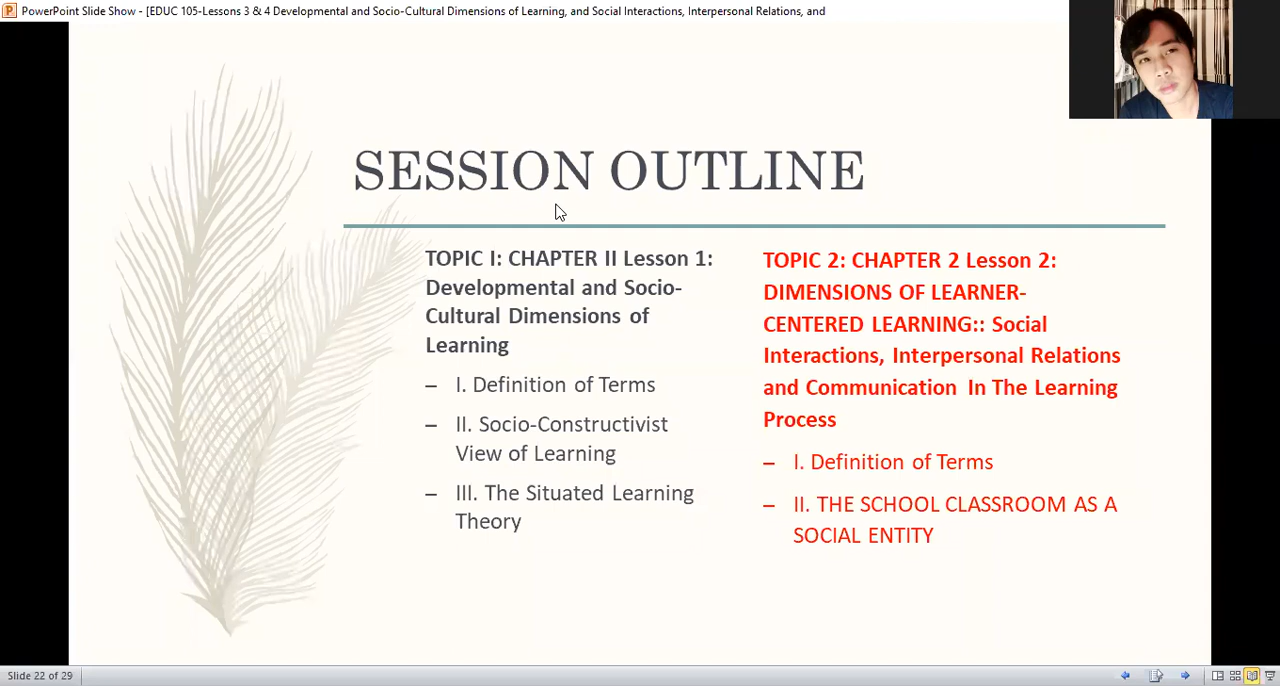 PowerPoint Slide Show - [EDUC 105-Lessons 3 & 4 Developmental and Socio-Cultural Dimensions of Learning, and Social Interactions, Interpersonal Relations, and
SESSION OUTLINE
TOPIC I: CHAPTER II Lesson 1:
Developmental and Socio-
Cultural Dimensions of
Learning
– I. Definition of Terms
– II. Socio-Constructivist
View of Learning
– III. The Situated Learning
Theory
TOPIC 2: CHAPTER 2 Lesson 2:
DIMENSIONS OF LEARNER-
CENTERED LEARNING:: Social
Interactions, Interpersonal Relations
and Communication In The Learning
Process
– I. Definition of Terms
– II. THE SCHOOL CLASSROOM AS A
SOCIAL ENTITY
Slide 22 of 29